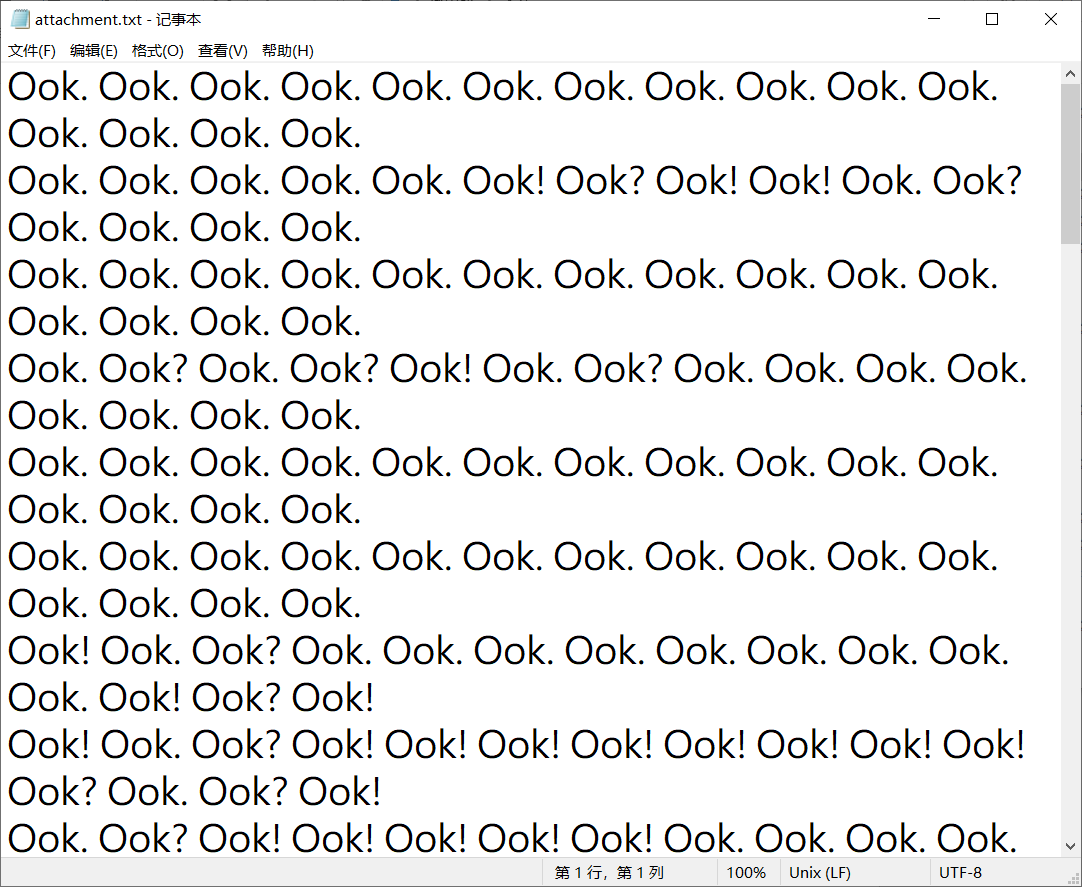 attachment.txt - 记事本
文件(F) 编辑(E) 格式(O) 查看(V) 帮助(H)
Ook. Ook. Ook. Ook. Ook. Ook. Ook. Ook. Ook. Ook. Ook.
Ook. Ook. Ook. Ook.
Ook. Ook. Ook. Ook. Ook. Ook! Ook? Ook! Ook! Ook. Ook?
Ook. Ook. Ook. Ook.
Ook. Ook. Ook. Ook. Ook. Ook. Ook. Ook. Ook. Ook. Ook.
Ook. Ook. Ook. Ook.
Ook. Ook? Ook. Ook? Ook! Ook. Ook? Ook. Ook. Ook. Ook.
Ook. Ook. Ook. Ook.
Ook. Ook. Ook. Ook. Ook. Ook. Ook. Ook. Ook. Ook. Ook.
Ook. Ook. Ook. Ook.
Ook. Ook. Ook. Ook. Ook. Ook. Ook. Ook. Ook. Ook. Ook.
Ook. Ook. Ook. Ook.
Ook! Ook. Ook? Ook. Ook. Ook. Ook. Ook. Ook. Ook. Ook.
Ook. Ook! Ook? Ook!
Ook! Ook. Ook? Ook! Ook! Ook! Ook! Ook! Ook! Ook! Ook!
Ook? Ook. Ook? Ook!
Ook. Ook? Ook! Ook! Ook! Ook! Ook! Ook. Ook. Ook. Ook.
第 1 行，第 1 列 100% Unix (LF) UTF-8